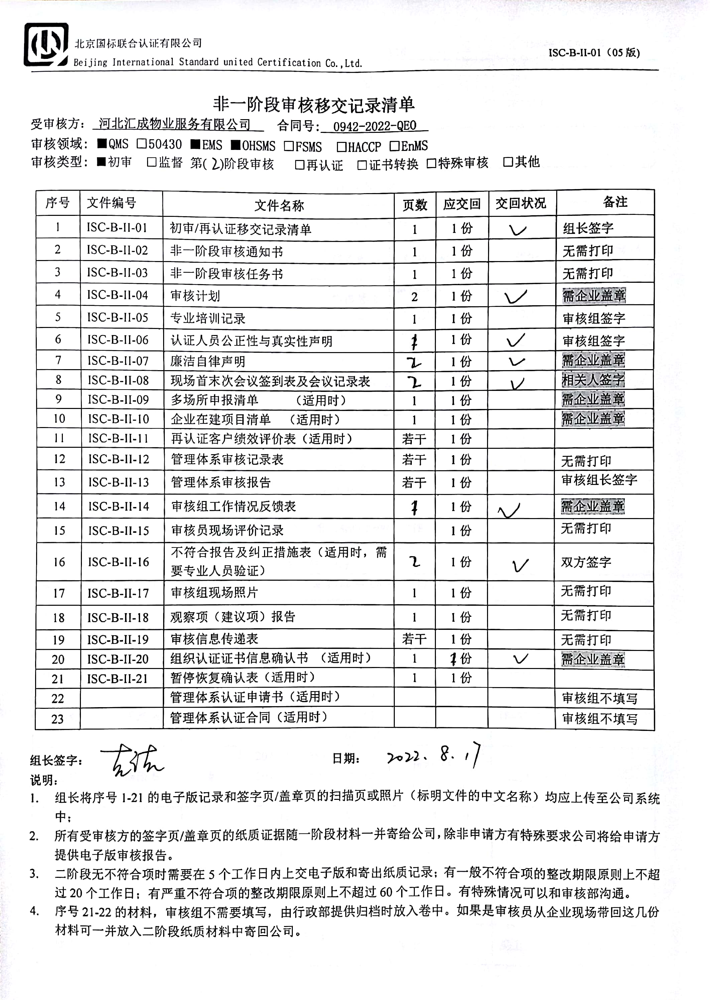 北京国标联合认证有限公司
Beijing International Standard united Certification Co.,Ltd.
ISC-B-II-01（05 版)
非一阶段审核移交记录清单
受审核方： 河北汇成物业服务有限公司 合同号： 0942-2022-QEO
审核领域：■QMS □50430 ■EMS ■OHSMS □FSMS □HACCP □EnMS
审核类型：■初审 □监督 第(2)阶段审核 □再认证 □证书转换 □特殊审核 □其他
序号 文件编号 文件名称 页数 应交回 交回状况 备注
1 ISC-B-II-01 初审/再认证移交记录清单 1 1 份 ✓ 组长签字
2 ISC-B-II-02 非一阶段审核通知书 1 1 份 无需打印
3 ISC-B-II-03 非一阶段审核任务书 1 1 份 无需打印
4 ISC-B-II-04 审核计划 2 1 份 ✓ 需企业盖章
5 ISC-B-II-05 专业培训记录 1 1 份 审核组签字
6 ISC-B-II-06 认证人员公正性与真实性声明 1 1 份 ✓ 审核组签字
7 ISC-B-II-07 廉洁自律声明 2 1 份 ✓ 需企业盖章
8 ISC-B-II-08 现场首末次会议签到表及会议记录表 2 1 份 ✓ 相关人签字
9 ISC-B-II-09 多场所申报清单 （适用时） 1 1 份 需企业盖章
10 ISC-B-II-10 企业在建项目清单 （适用时） 1 1 份 需企业盖章
11 ISC-B-II-11 再认证客户绩效评价表（适用时） 若干 1 份
12 ISC-B-II-12 管理体系审核记录表 若干 1 份 无需打印
13 ISC-B-II-13 管理体系审核报告 若干 1 份 审核组长签字
14 ISC-B-II-14 审核组工作情况反馈表 1 1 份 ✓ 需企业盖章
15 ISC-B-II-15 审核员现场评价记录 1 份 无需打印
16 ISC-B-II-16 不符合报告及纠正措施表（适用时，需
要专业人员验证） 2 1 份 ✓ 双方签字
17 ISC-B-II-17 审核组现场照片 1 1 份 无需打印
18 ISC-B-II-18 观察项（建议项）报告 1 1 份 无需打印
19 ISC-B-II-19 审核信息传递表 若干 1 份 无需打印
20 ISC-B-II-20 组织认证证书信息确认书 （适用时） 1 1份 ✓ 需企业盖章
21 ISC-B-II-21 暂停恢复确认表（适用时） 1 1 份
22 管理体系认证申请书（适用时） 审核组不填写
23 管理体系认证合同（适用时） 审核组不填写
组长签字： 日期： 2022. 8. 17
说明：
1. 组长将序号 1-21 的电子版记录和签字页/盖章页的扫描页或照片（标明文件的中文名称）均应上传至公司系统
中；
2. 所有受审核方的签字页/盖章页的纸质证据随一阶段材料一并寄给公司，除非申请方有特殊要求公司将给申请方
提供电子版审核报告。
3. 二阶段无不符合项时需要在 5 个工作日内上交电子版和寄出纸质记录；有一般不符合项的整改期限原则上不超
过 20 个工作日；有严重不符合项的整改期限原则上不超过 60 个工作日。有特殊情况可以和审核部沟通。
4. 序号 21-22 的材料，审核组不需要填写，由行政部提供归档时放入卷中。如果是审核员从企业现场带回这几份
材料可一并放入二阶段纸质材料中寄回公司。